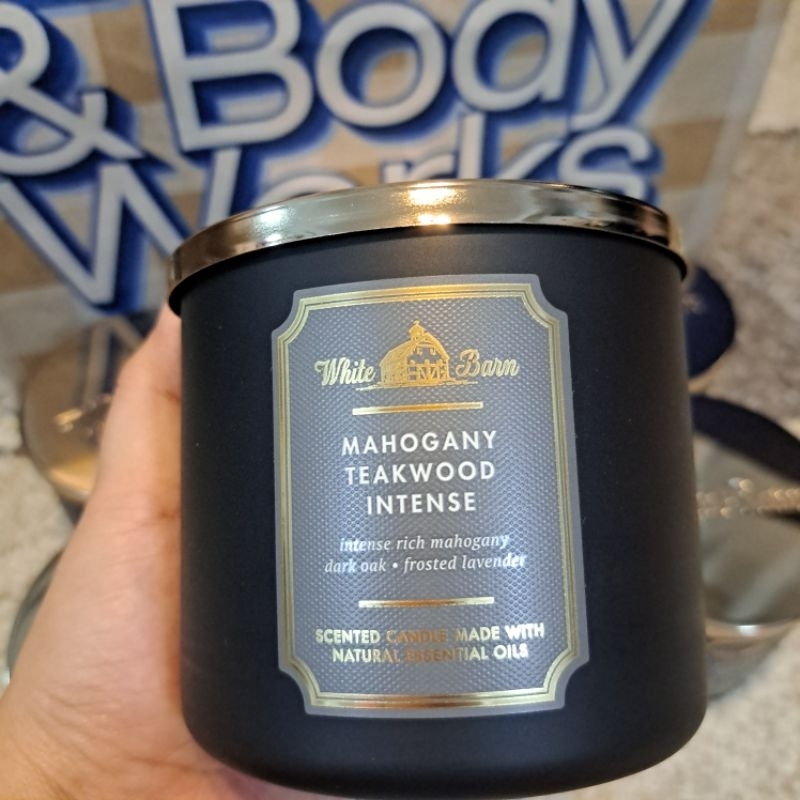 & Body
Works
White Barn
MAHOGANY
TEAKWOOD
INTENSE
intense rich mahogany
dark oak • frosted lavender
SCENTED CANDLE MADE WITH
NATURAL ESSENTIAL OILS